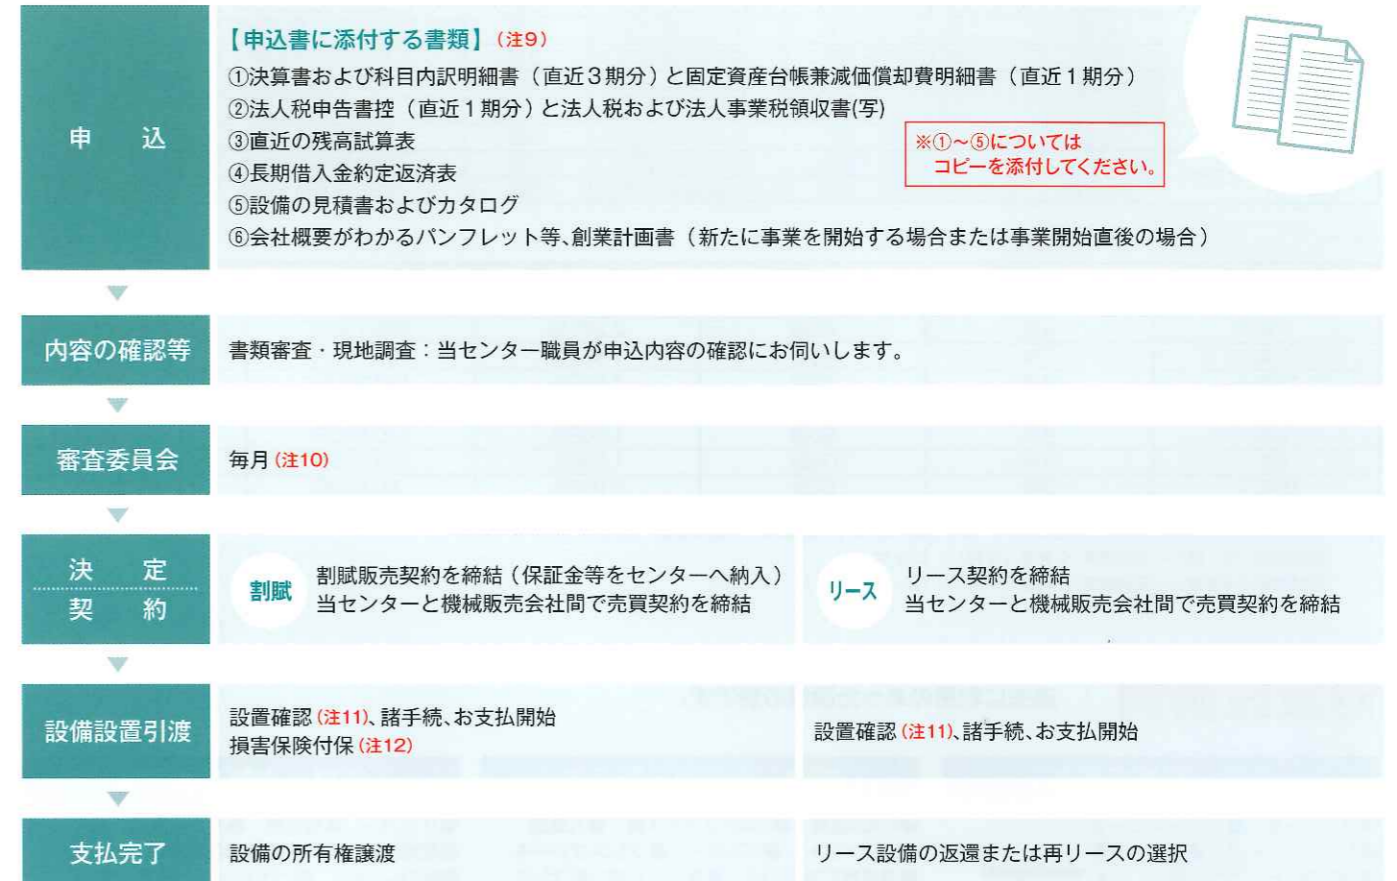 申　込
【申込書に添付する書類】（注9）
①決算書および科目内訳明細書（直近３期分）と固定資産台帳兼減価償却費明細書（直近１期分）
②法人税申告書控（直近１期分）と法人税および法人事業税領収書(写)
③直近の残高試算表
④長期借入金約定返済表
⑤設備の見積書およびカタログ
⑥会社概要がわかるパンフレット等、創業計画書（新たに事業を開始する場合または事業開始直後の場合）
※①〜⑤については
コピーを添付してください。
内容の確認等
書類審査・現地調査：当センター職員が申込内容の確認にお伺いします。
審査委員会
毎月（注10）
決　定
契　約
割賦
割賦販売契約を締結（保証金等をセンターへ納入）
当センターと機械販売会社間で売買契約を締結
リース
リース契約を締結
当センターと機械販売会社間で売買契約を締結
設備設置引渡
設置確認（注11）、諸手続、お支払開始
損害保険付保（注12）
設置確認（注11）、諸手続、お支払開始
支払完了
設備の所有権譲渡
リース設備の返還または再リースの選択